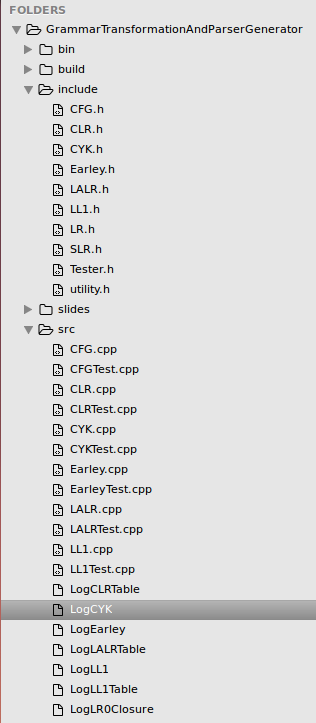 FOLDERS
GrammarTransformationAndParserGenerator
bin
build
include
CFG.h
CLR.h
CYK.h
Earley.h
LALR.h
LL1.h
LR.h
SLR.h
Tester.h
utility.h
slides
src
CFG.cpp
CFGTest.cpp
CLR.cpp
CLRTest.cpp
CYK.cpp
CYKTest.cpp
Earley.cpp
EarleyTest.cpp
LALR.cpp
LALRTest.cpp
LL1.cpp
LL1Test.cpp
LogCLRTable
LogCYK
LogEarley
LogLALRTable
LogLL1
LogLL1Table
LogLR0Closure